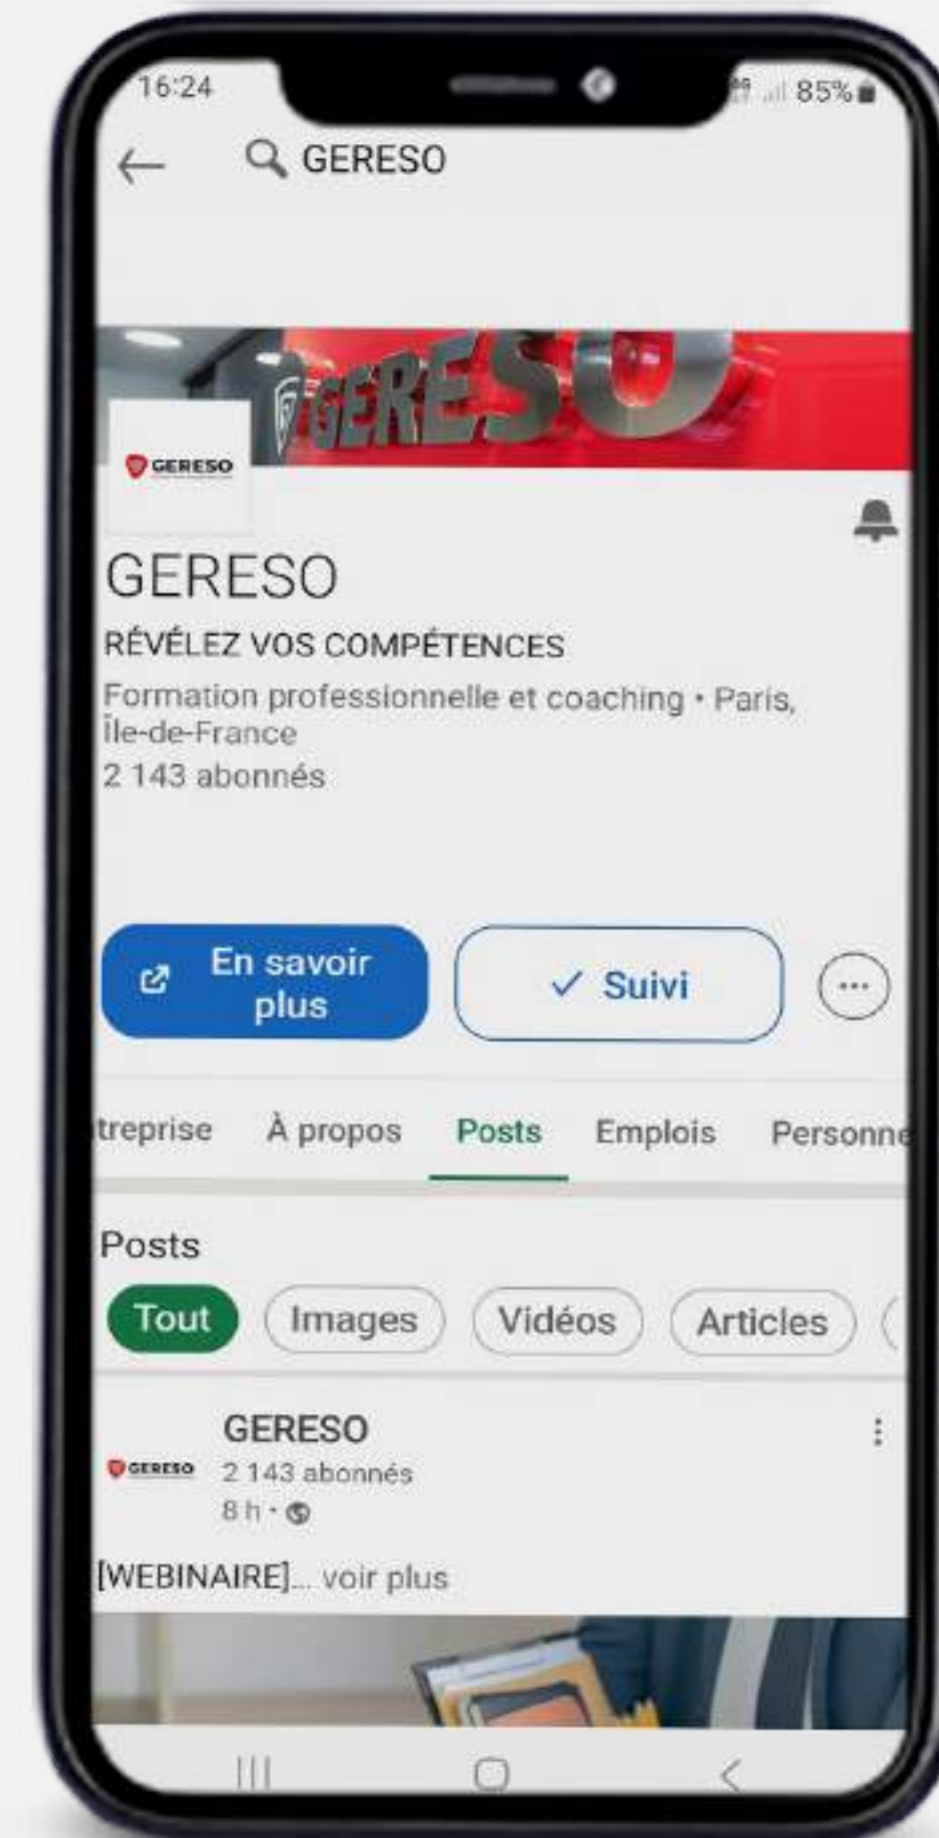 16:24
85%
GERESO
GERESO
GERESO
GERESO
RÉVÉLEZ VOS COMPÉTENCES
Formation professionnelle et coaching • Paris,
Île-de-France
2 143 abonnés
En savoir
plus
Suivi
treprise À propos Posts Emplois Personne
Posts
Tout Images Vidéos Articles
GERESO
GERESO
2 143 abonnés
8 h •
[WEBINAIRE]... voir plus